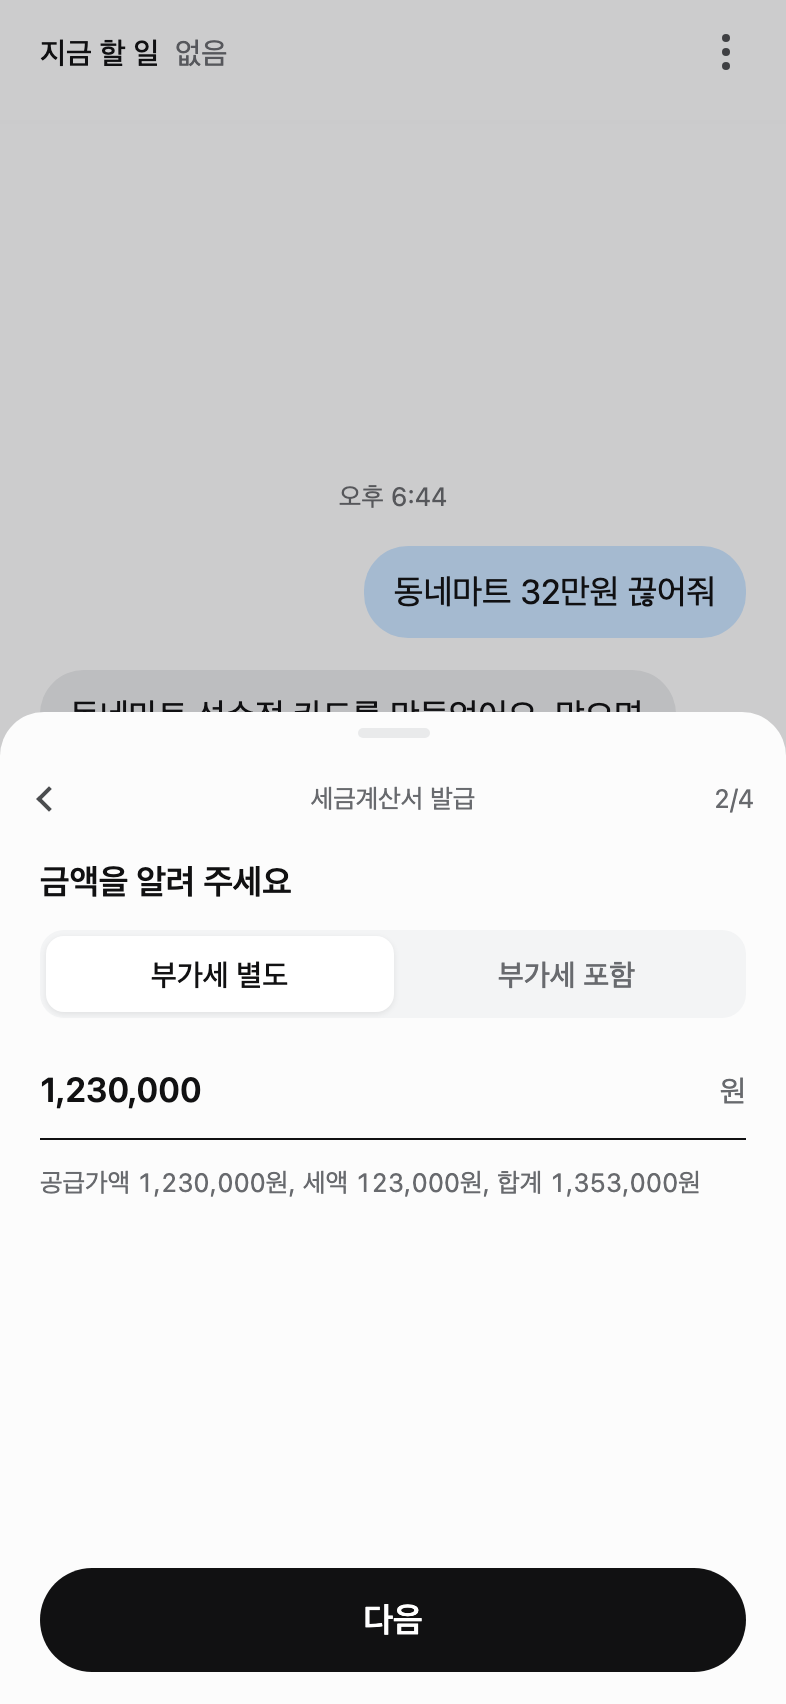 지금 할 일 없음
오후 6:44
동네마트 32만원 끊어줘
세금계산서 발급 2/4
금액을 알려 주세요
부가세 별도 부가세 포함
1,230,000 원
공급가액 1,230,000원, 세액 123,000원, 합계 1,353,000원
다음